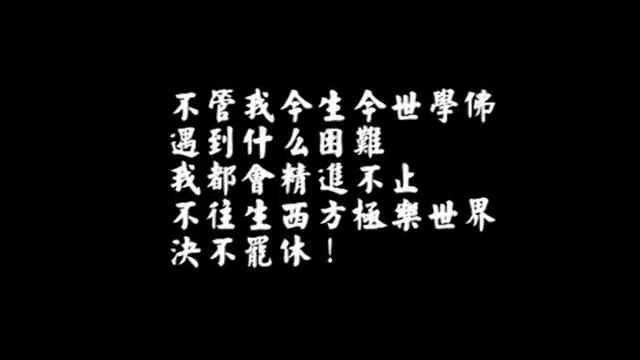 不管我今生今世學佛
遇到什么困難
我都會精進不止
不往生西方極樂世界
決不罷休！